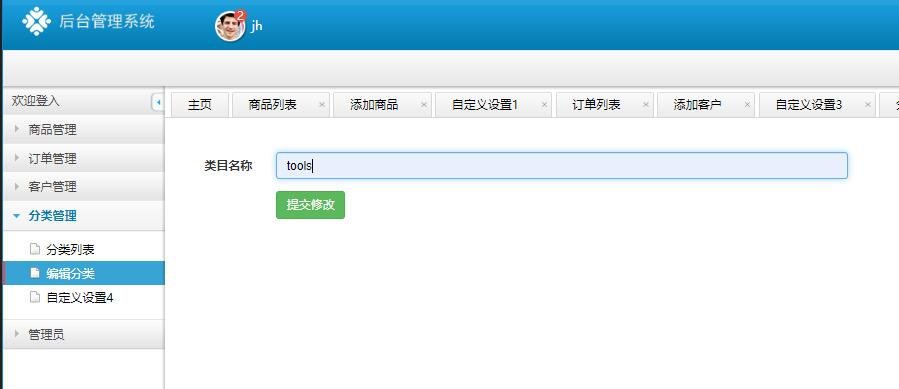 后台管理系统
2
jh
欢迎登入
主页 商品列表 × 添加商品 × 自定义设置1 × 订单列表 × 添加客户 × 自定义设置3 ×
商品管理
订单管理
客户管理
分类管理
分类列表
编辑分类
自定义设置4
管理员
类目名称 tools
提交修改